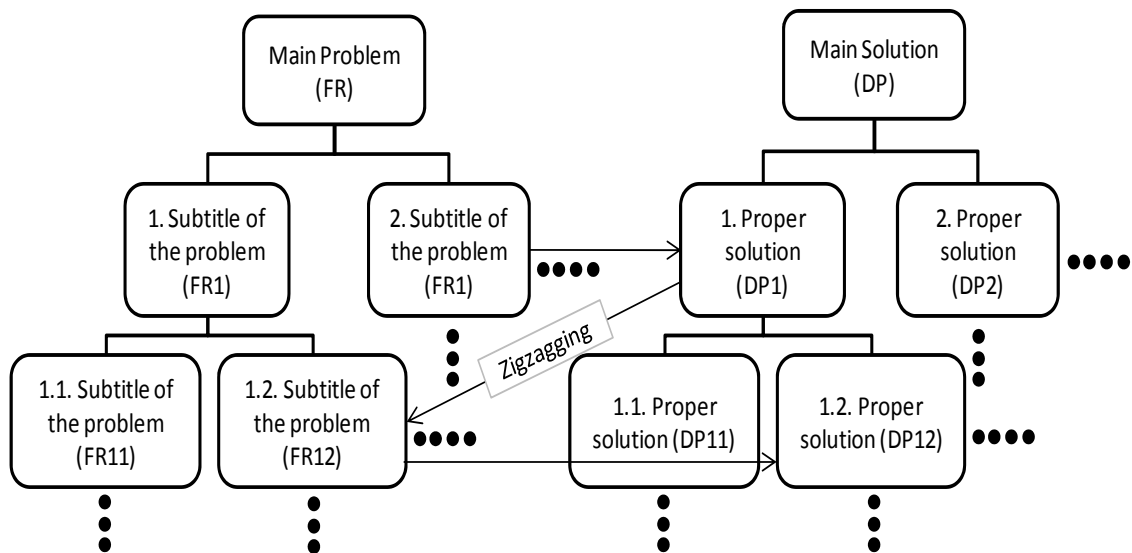 Main Problem
(FR)
Main Solution
(DP)
1. Subtitle of
the problem
(FR1)
2. Subtitle of
the problem
(FR1)
1. Proper
solution
(DP1)
2. Proper
solution
(DP2)
Zigzagging
1.1. Subtitle of
the problem
(FR11)
1.2. Subtitle of
the problem
(FR12)
1.1. Proper
solution (DP11)
1.2. Proper
solution (DP12)